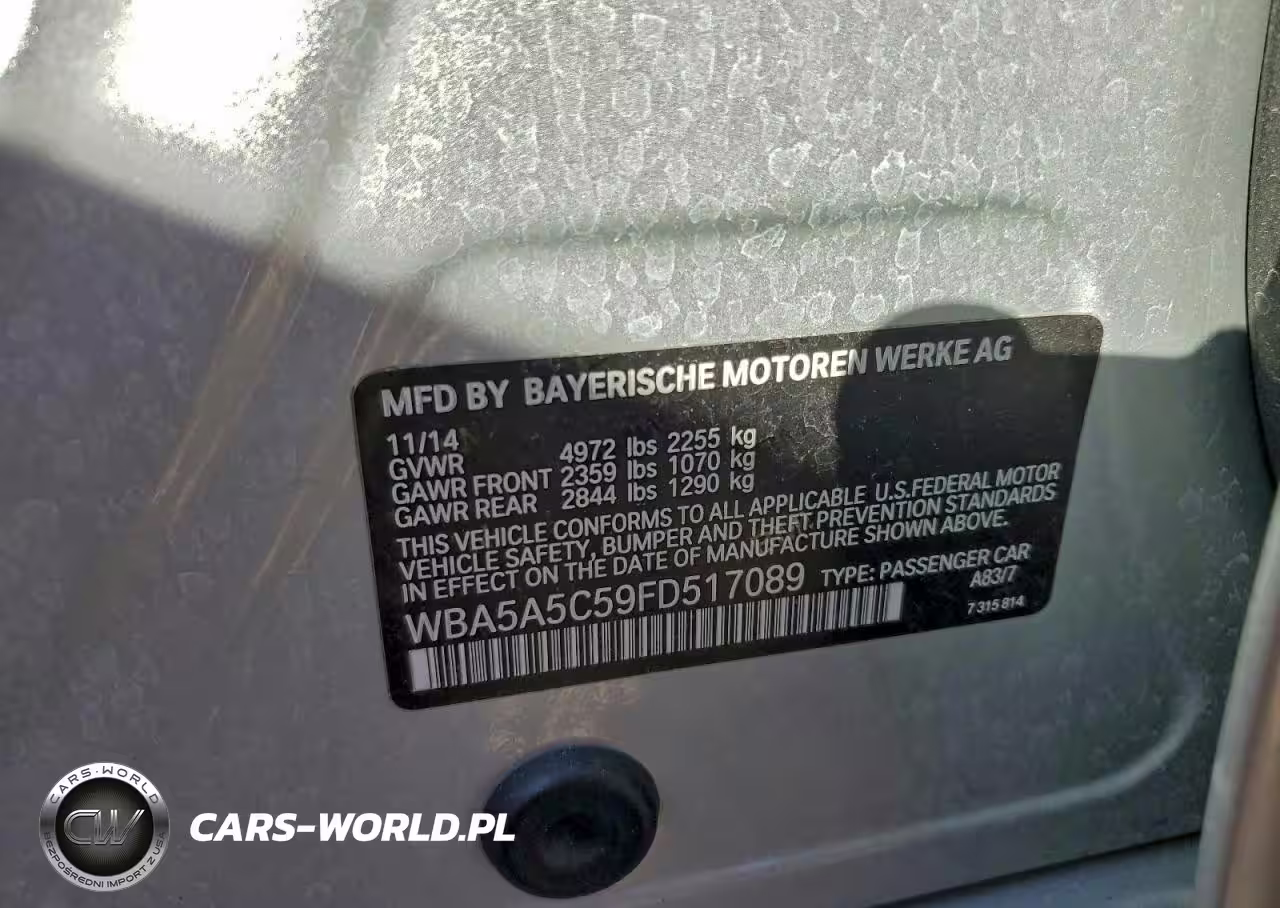 MFD BY BAYERISCHE MOTOREN WERKE AG
11/14
GVWR 4972 lbs 2255 kg
GAWR FRONT 2359 lbs 1070 kg
GAWR REAR 2844 lbs 1290 kg
THIS VEHICLE CONFORMS TO ALL APPLICABLE U.S.FEDERAL MOTOR
VEHICLE SAFETY, BUMPER AND THEFT PREVENTION STANDARDS
IN EFFECT ON THE DATE OF MANUFACTURE SHOWN ABOVE.
WBA5A5C59FD517089 TYPE: PASSENGER CAR
A83/7
7 315 814
CARS-WORLD
CW
BEZPOŚREDNI IMPORT Z USA
CARS-WORLD.PL